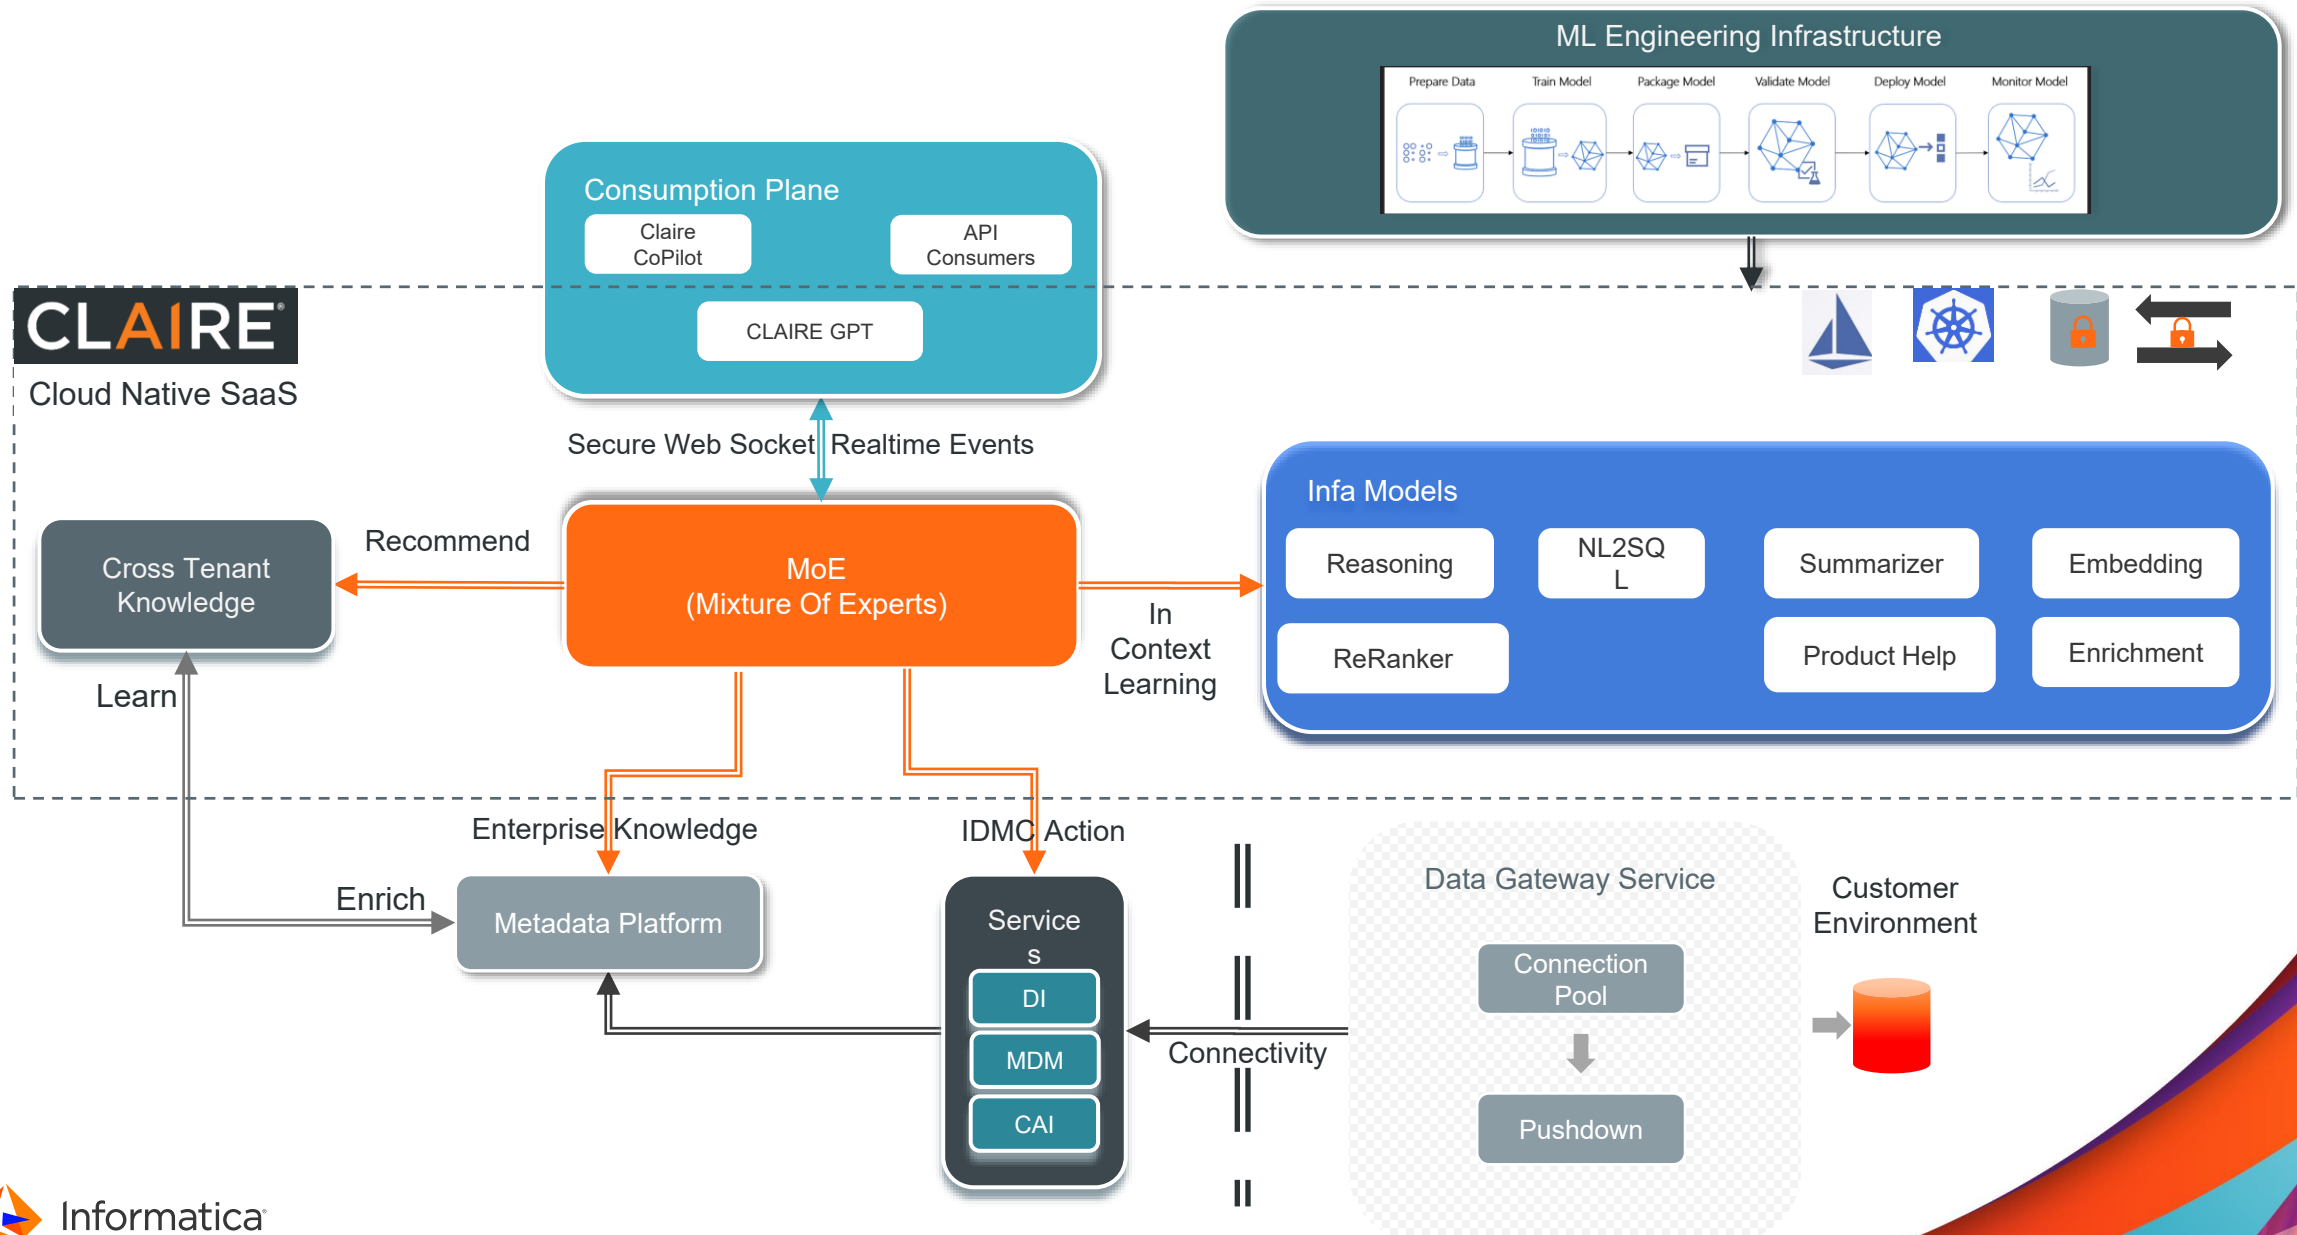 ML Engineering Infrastructure
Prepare Data
Train Model
Package Model
Validate Model
Deploy Model
Monitor Model
Consumption Plane
Claire
CoPilot
API
Consumers
CLAIRE GPT
CLAIRE®
Cloud Native SaaS
Secure Web Socket
Realtime Events
Infa Models
Reasoning
NL2SQ
L
Summarizer
Embedding
ReRanker
Product Help
Enrichment
Cross Tenant
Knowledge
Recommend
MoE
(Mixture Of Experts)
In
Context
Learning
Learn
Enterprise Knowledge
IDMC Action
Enrich
Metadata Platform
Service
s
DI
MDM
CAI
Connectivity
Data Gateway Service
Connection
Pool
Pushdown
Customer
Environment
Informatica